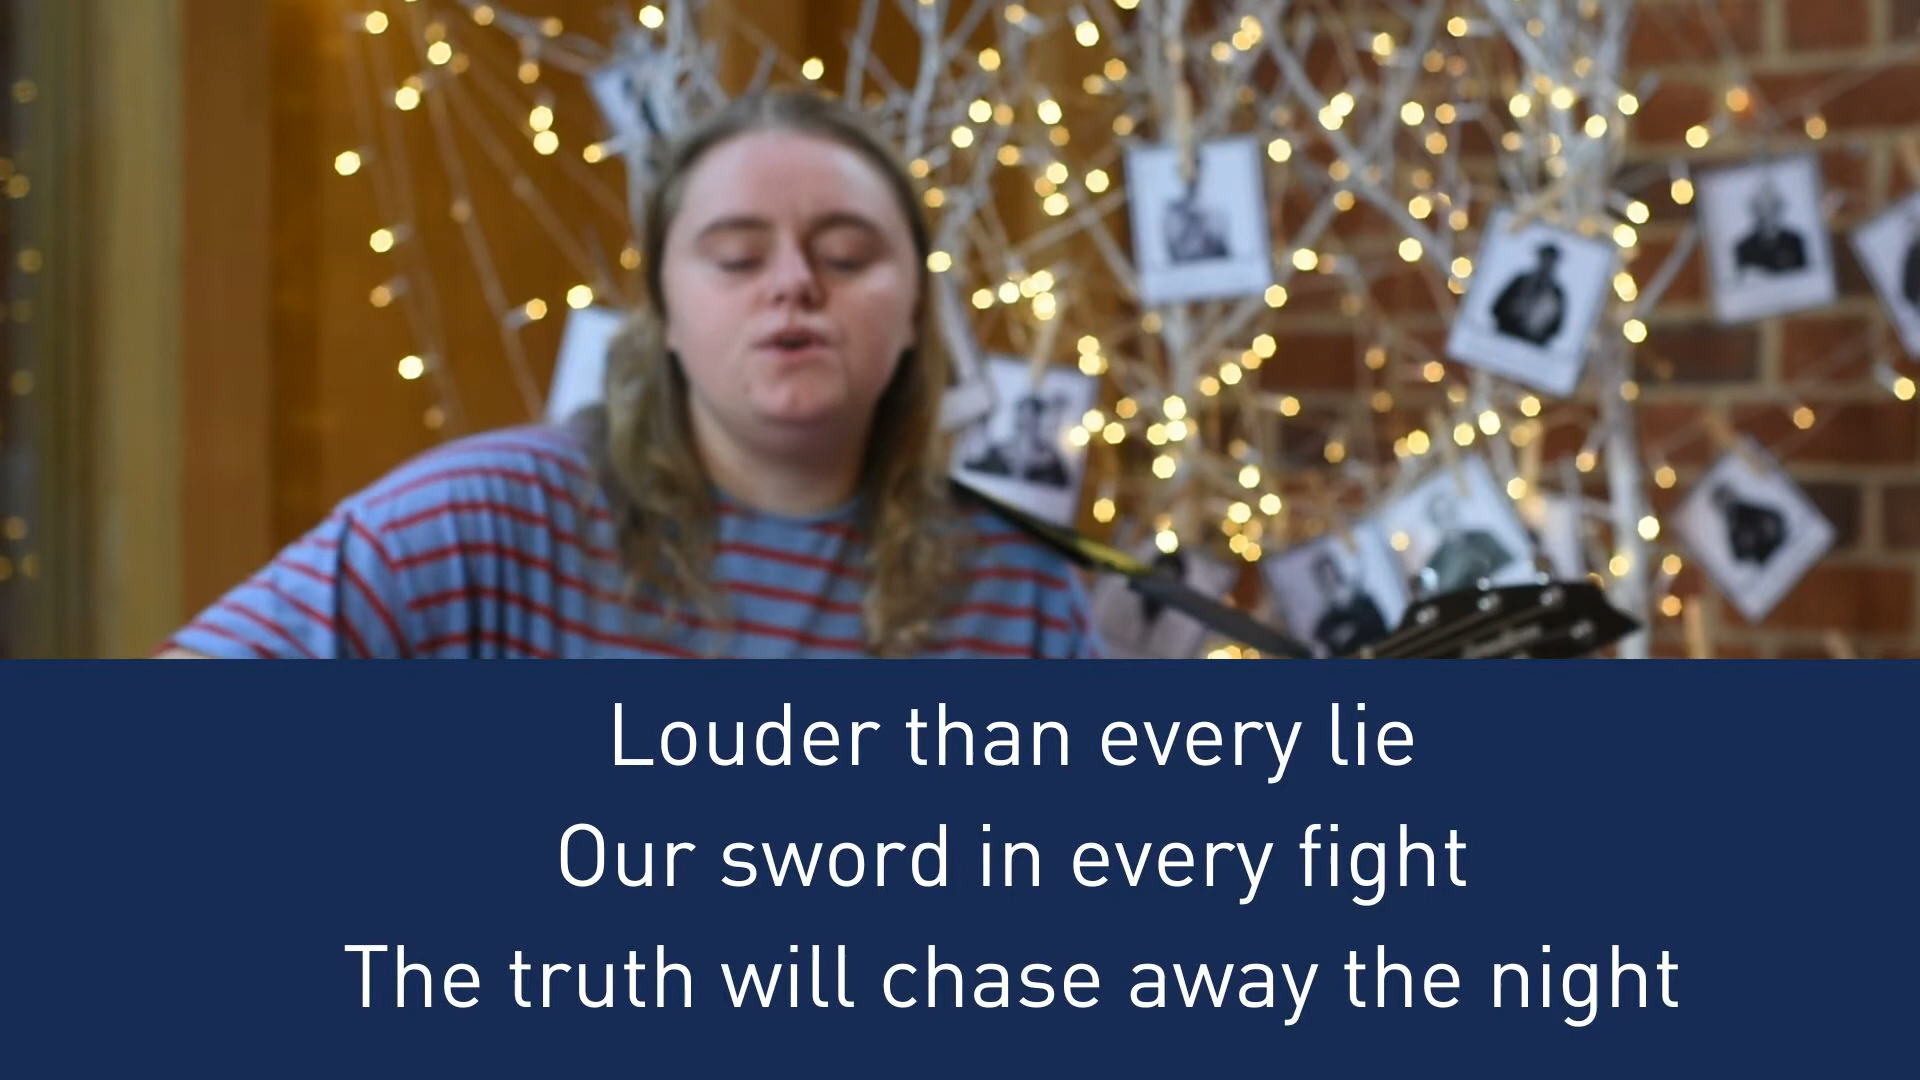 Louder than every lie
Our sword in every fight
The truth will chase away the night